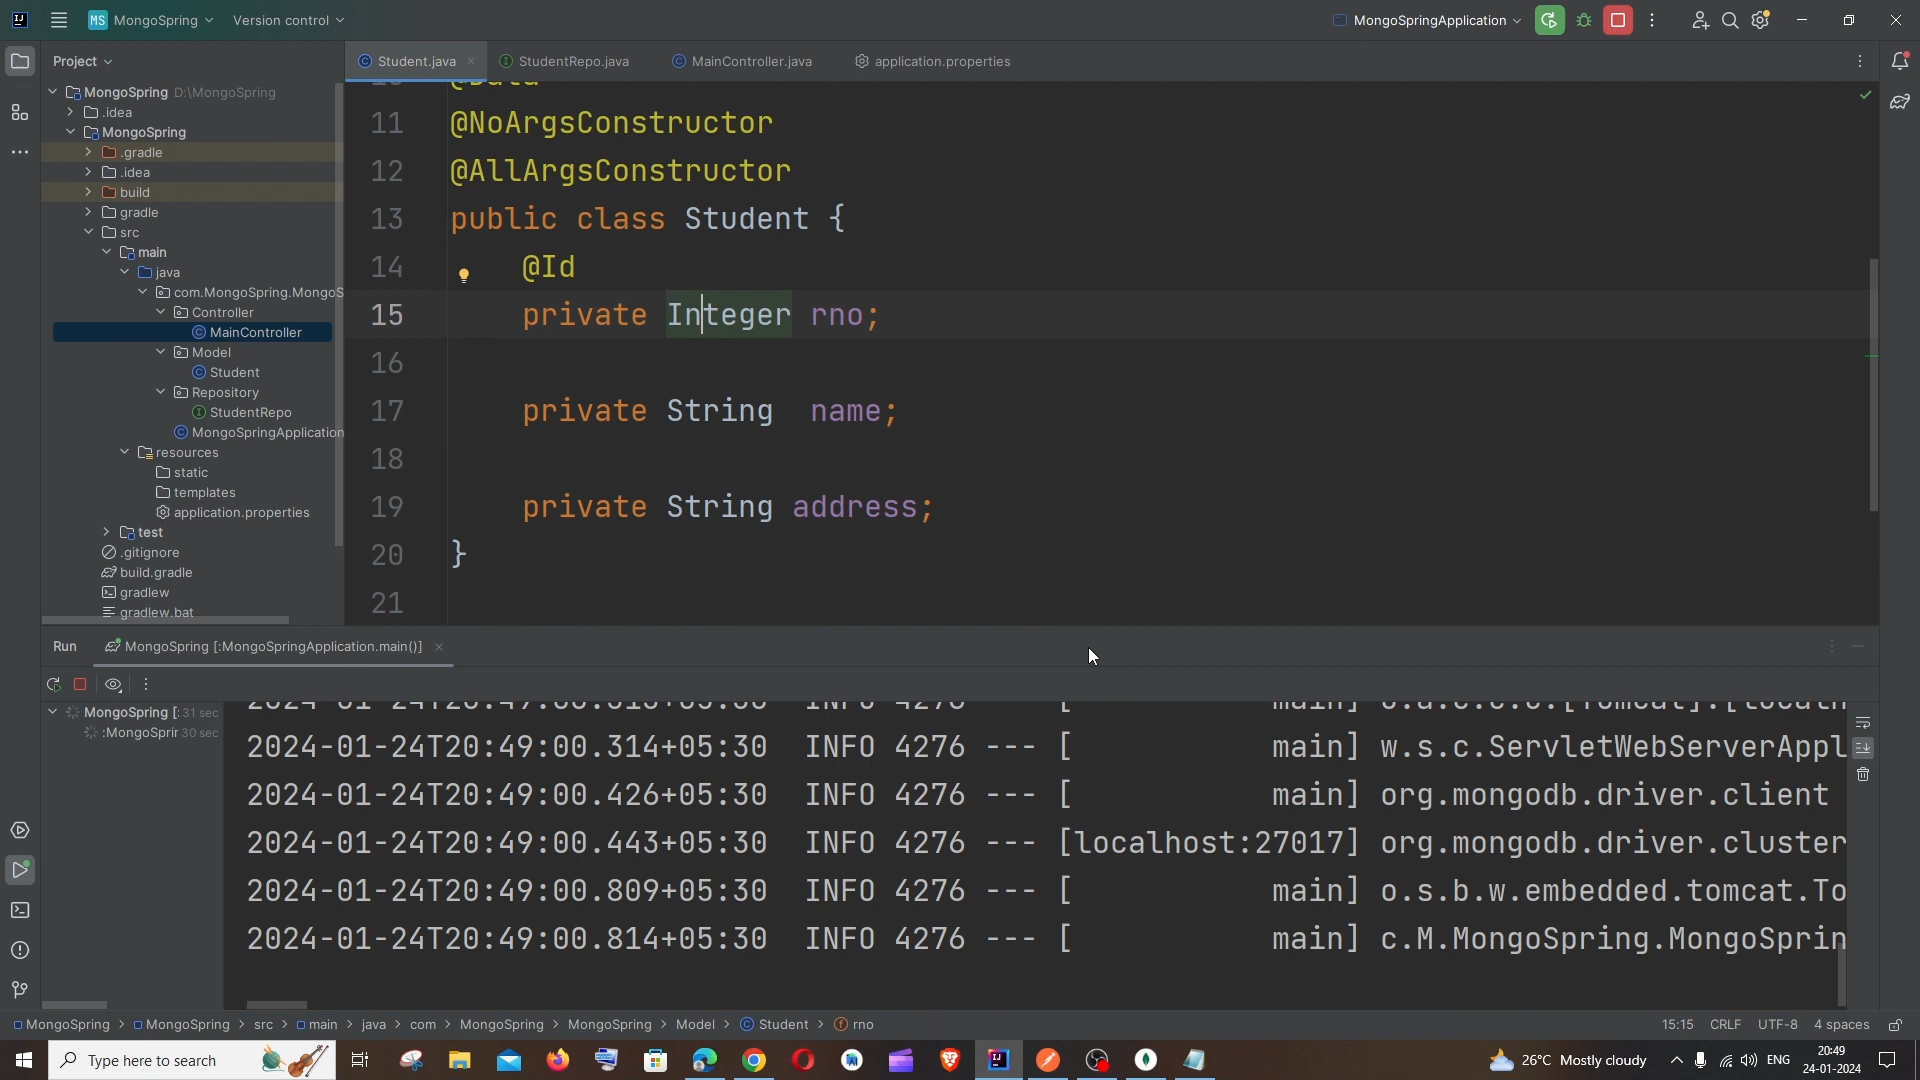 MS MongoSpring Version control MongoSpringApplication
Project
Student.java StudentRepo.java MainController.java application.properties
MongoSpring D:\MongoSpring
.idea
MongoSpring
.gradle
.idea
build
gradle
src
main
java
com.MongoSpring.MongoS
Controller
MainController
Model
Student
Repository
StudentRepo
MongoSpringApplication
resources
static
templates
application.properties
test
.gitignore
build.gradle
gradlew
gradlew.bat
11 @NoArgsConstructor
12 @AllArgsConstructor
13 public class Student {
14 @Id
15 private Integer rno;
16
17 private String name;
18
19 private String address;
20 }
21
Run MongoSpring [:MongoSpringApplication.main()]
MongoSpring [: 31 sec
:MongoSprir 30 sec
2024-01-24T20:49:00.314+05:30 INFO 4276 --- [ main] w.s.c.ServletWebServerAppl
2024-01-24T20:49:00.426+05:30 INFO 4276 --- [ main] org.mongodb.driver.client
2024-01-24T20:49:00.443+05:30 INFO 4276 --- [localhost:27017] org.mongodb.driver.cluster
2024-01-24T20:49:00.809+05:30 INFO 4276 --- [ main] o.s.b.w.embedded.tomcat.To
2024-01-24T20:49:00.814+05:30 INFO 4276 --- [ main] c.M.MongoSpring.MongoSprin
MongoSpring > MongoSpring > src > main > java > com > MongoSpring > MongoSpring > Model > Student > rno 15:15 CRLF UTF-8 4 spaces
Type here to search 26°C Mostly cloudy ENG 20:49
24-01-2024